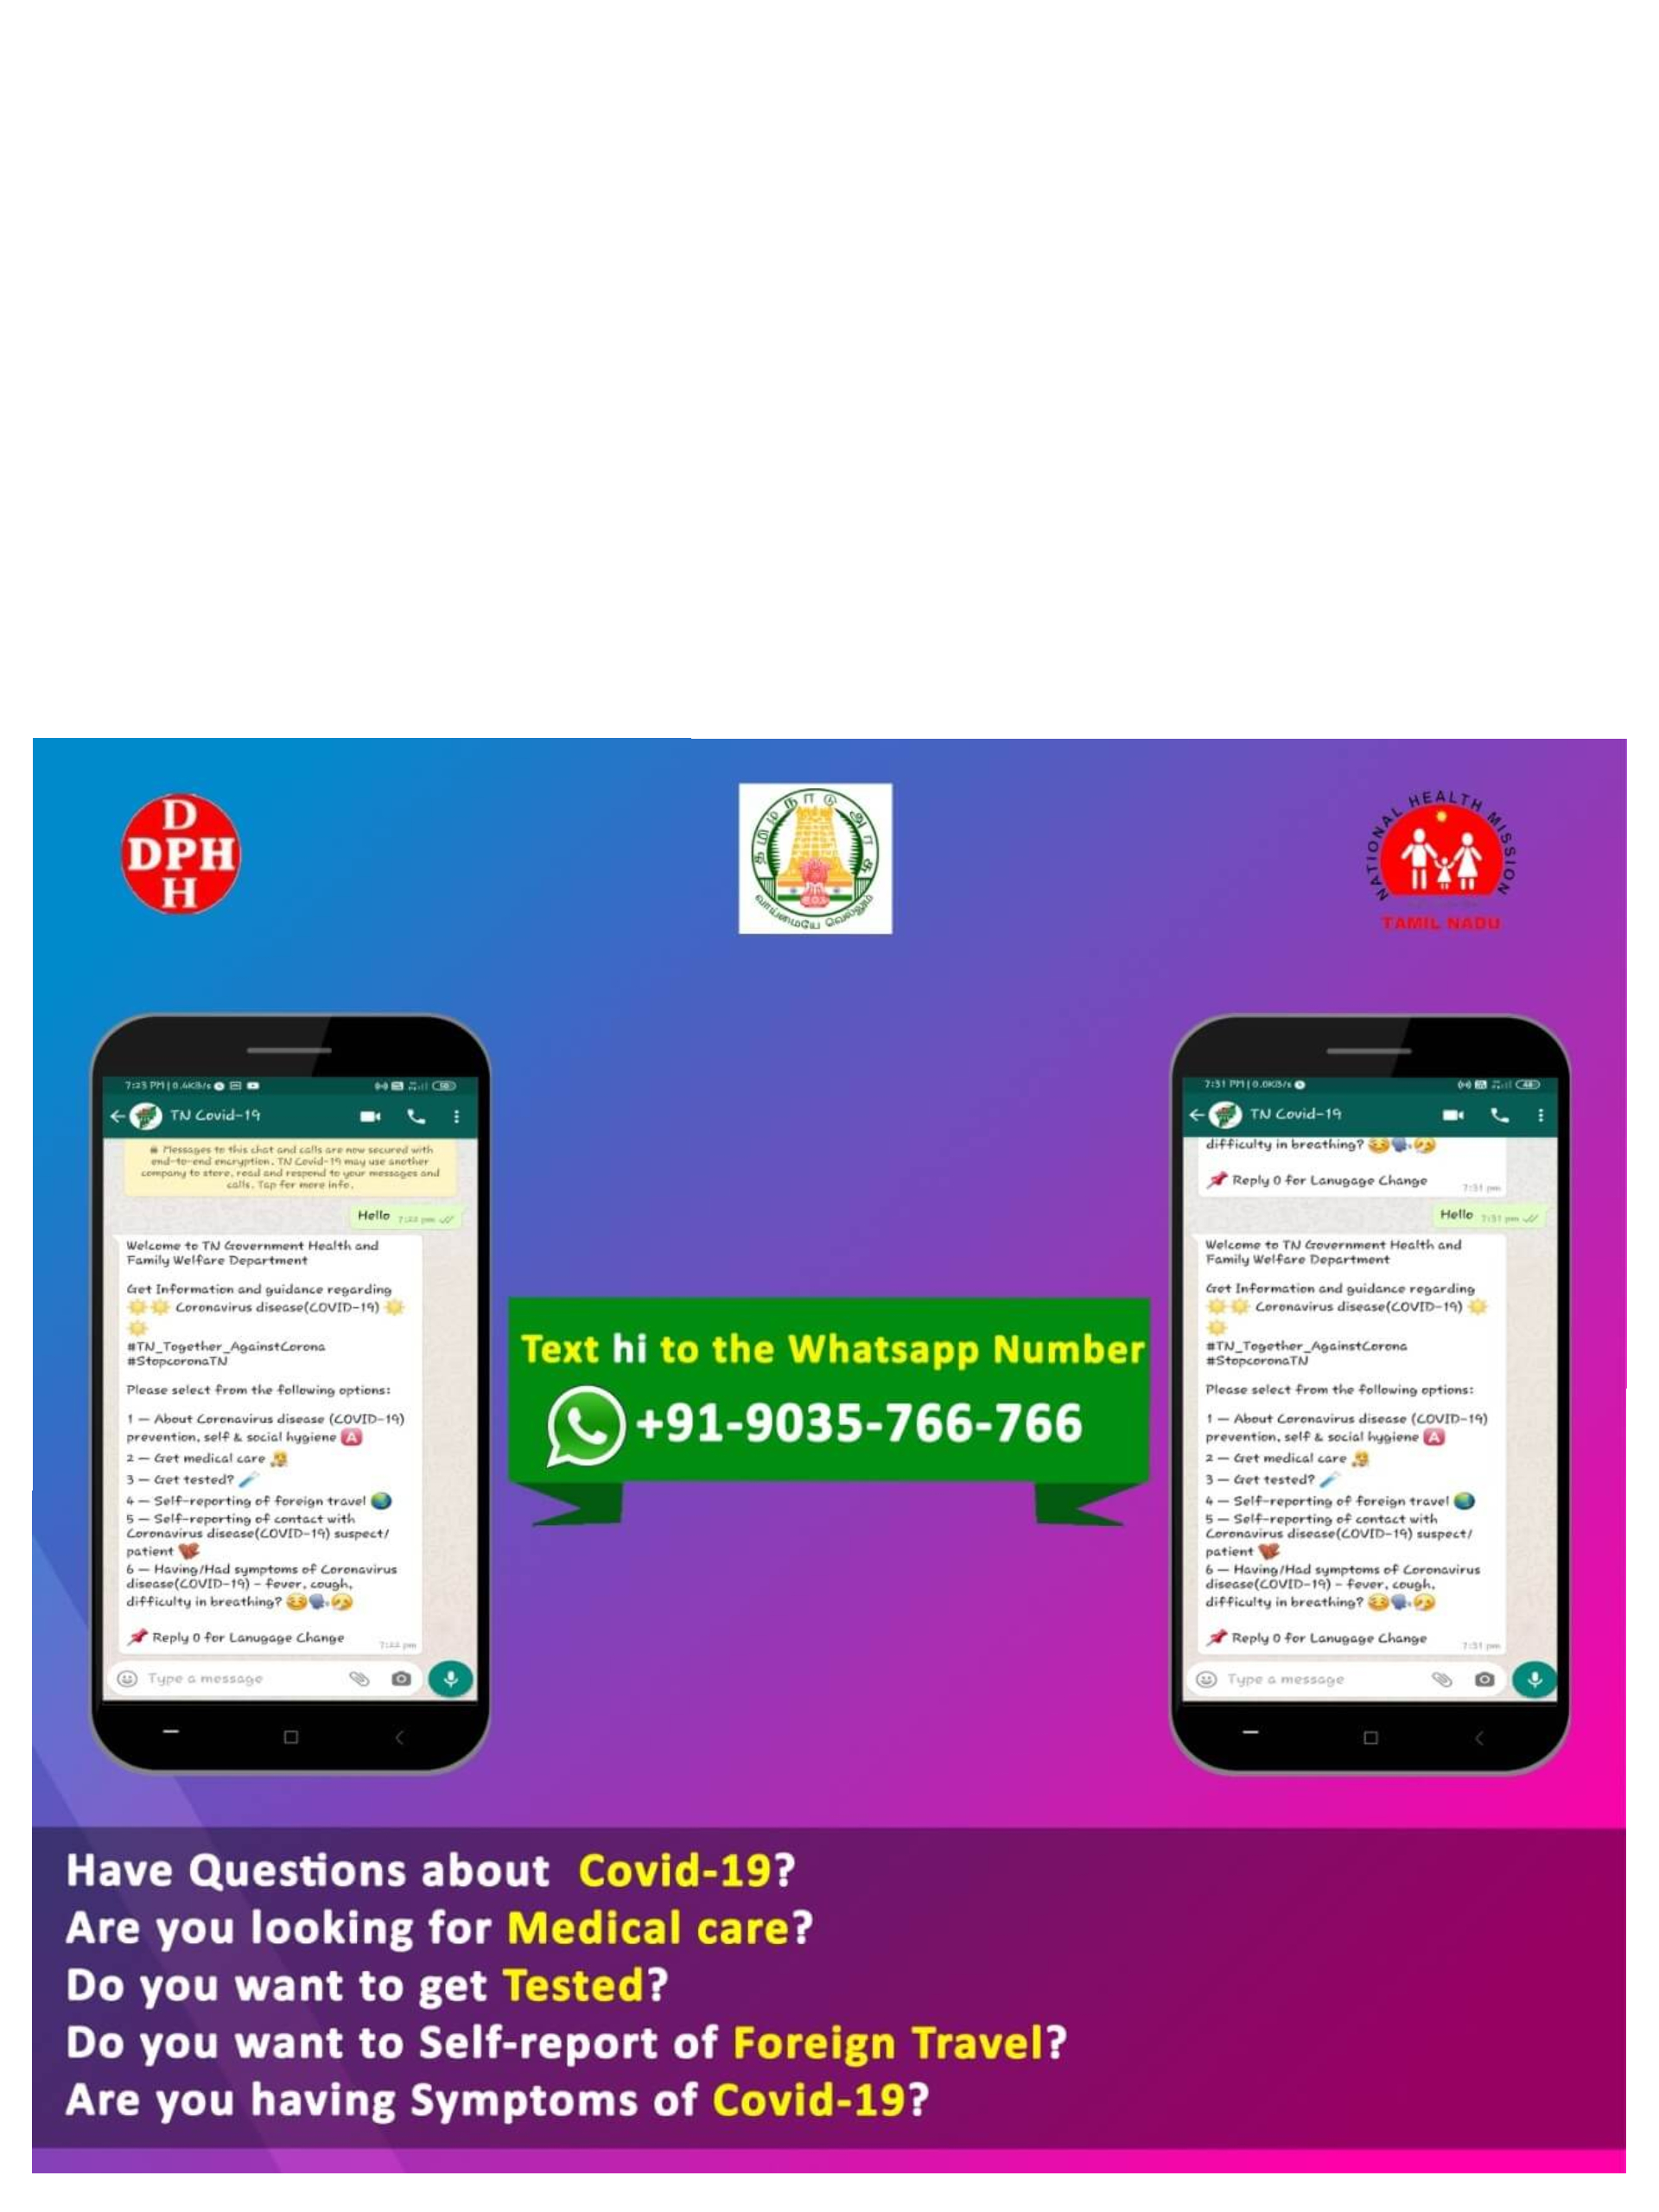 D
DPH
H
தமிழ்நாடு அரசு
வாய்மையே வெல்லும்
NATIONAL HEALTH MISSION
TAMIL NADU
7:23 PM | 0.4KB/s
TN Covid-19
Messages to this chat and calls are now secured with
end-to-end encryption. TN Covid-19 may use another
company to store, read and respond to your messages and
calls. Tap for more info.
Hello 7:22 pm
Welcome to TN Government Health and
Family Welfare Department
Get Information and guidance regarding
Coronavirus disease(COVID-19)
#TN_Together_AgainstCorona
#StopcoronaTN
Please select from the following options:
1 — About Coronavirus disease (COVID-19)
prevention, self & social hygiene A
2 — Get medical care
3 — Get tested?
4 — Self-reporting of foreign travel
5 — Self-reporting of contact with
Coronavirus disease(COVID-19) suspect/
patient
6 — Having/Had symptoms of Coronavirus
disease(COVID-19) - fever, cough,
difficulty in breathing?
Reply 0 for Lanugage Change
7:22 pm
Type a message
Text hi to the Whatsapp Number
+91-9035-766-766
7:31 PM | 0.0KB/s
TN Covid-19
difficulty in breathing?
Reply 0 for Lanugage Change
7:31 pm
Hello 7:31 pm
Welcome to TN Government Health and
Family Welfare Department
Get Information and guidance regarding
Coronavirus disease(COVID-19)
#TN_Together_AgainstCorona
#StopcoronaTN
Please select from the following options:
1 — About Coronavirus disease (COVID-19)
prevention, self & social hygiene A
2 — Get medical care
3 — Get tested?
4 — Self-reporting of foreign travel
5 — Self-reporting of contact with
Coronavirus disease(COVID-19) suspect/
patient
6 — Having/Had symptoms of Coronavirus
disease(COVID-19) - fever, cough,
difficulty in breathing?
Reply 0 for Lanugage Change
7:31 pm
Type a message
Have Questions about Covid-19?
Are you looking for Medical care?
Do you want to get Tested?
Do you want to Self-report of Foreign Travel?
Are you having Symptoms of Covid-19?